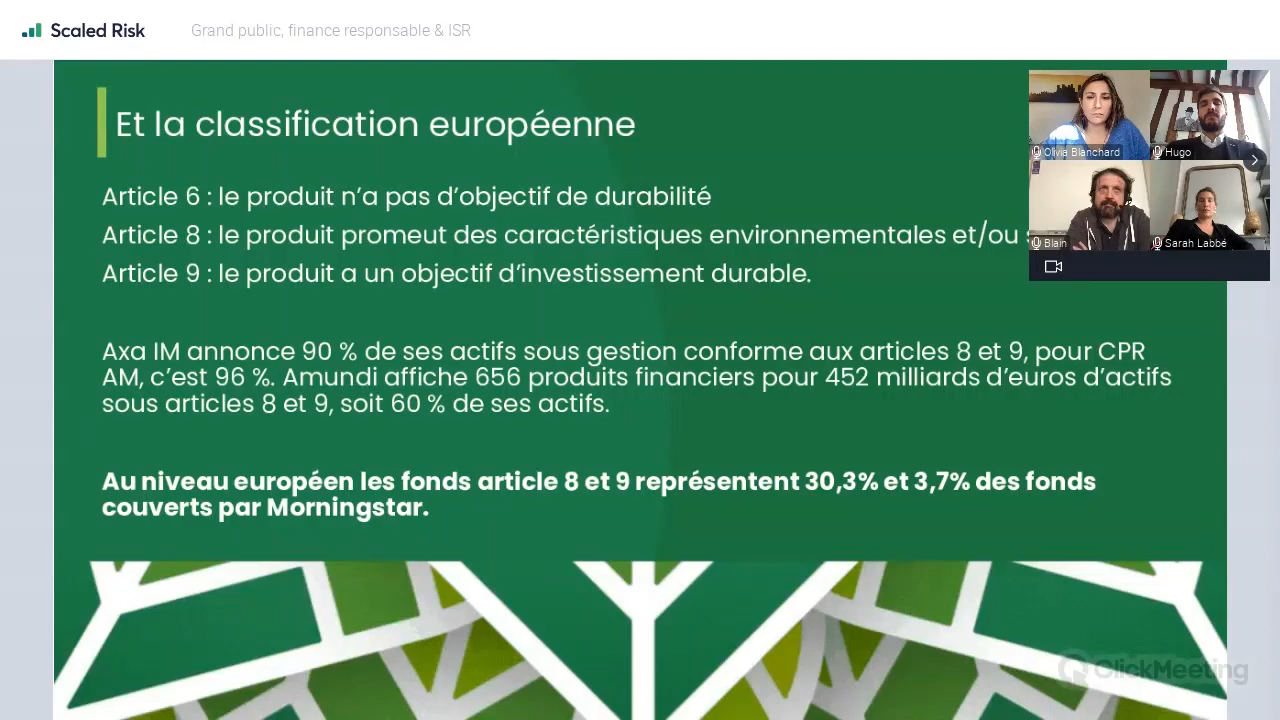 Scaled Risk
Grand public, finance responsable & ISR
Et la classification européenne
Article 6 : le produit n’a pas d’objectif de durabilité
Article 8 : le produit promeut des caractéristiques environnementales et/ou
Article 9 : le produit a un objectif d’investissement durable.
Axa IM annonce 90 % de ses actifs sous gestion conforme aux articles 8 et 9, pour CPR
AM, c’est 96 %. Amundi affiche 656 produits financiers pour 452 milliards d’euros d’actifs
sous articles 8 et 9, soit 60 % de ses actifs.
Au niveau européen les fonds article 8 et 9 représentent 30,3% et 3,7% des fonds
couverts par Morningstar.
Olivia Blanchard
Hugo
Blain
Sarah Labbé
ClickMeeting